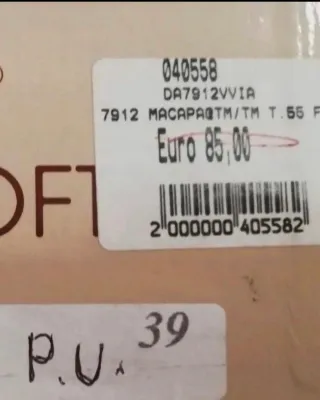 040558
DA7912VVIA
7912 MACAPA@TM/TM T.55 F
Euro 85,00
2 000000 405582
OFT
39
P.U.